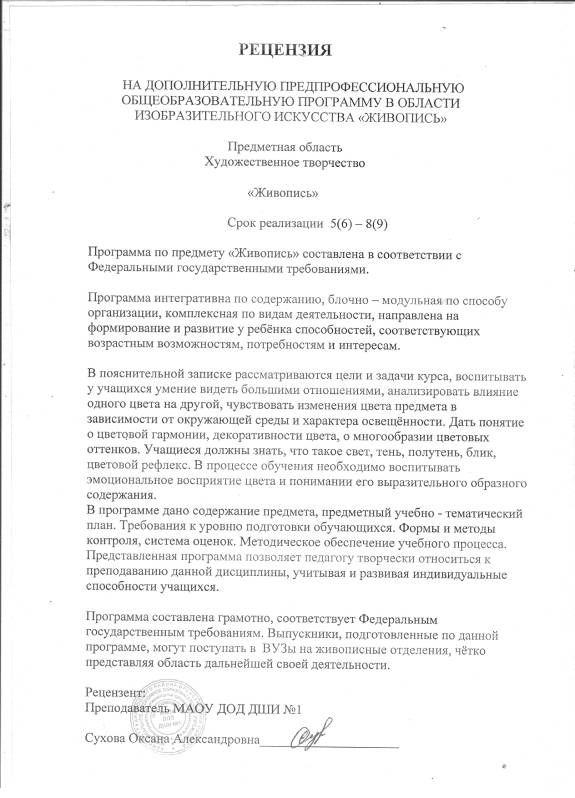 РЕЦЕНЗИЯ
НА ДОПОЛНИТЕЛЬНУЮ ПРЕДПРОФЕССИОНАЛЬНУЮ
ОБЩЕОБРАЗОВАТЕЛЬНУЮ ПРОГРАММУ В ОБЛАСТИ
ИЗОБРАЗИТЕЛЬНОГО ИСКУССТВА «ЖИВОПИСЬ»
Предметная область
Художественное творчество
«Живопись»
Срок реализации 5(6) – 8(9)
Программа по предмету «Живопись» составлена в соответствии с
Федеральными государственными требованиями.
Программа интегративна по содержанию, блочно – модульная по способу
организации, комплексная по видам деятельности, направлена на
формирование и развитие у ребёнка способностей, соответствующих
возрастным возможностям, потребностям и интересам.
В пояснительной записке рассматриваются цели и задачи курса, воспитывать
у учащихся умение видеть большими отношениями, анализировать влияние
одного цвета на другой, чувствовать изменения цвета предмета в
зависимости от окружающей среды и характера освещённости. Дать понятие
о цветовой гармонии, декоративности цвета, о многообразии цветовых
оттенков. Учащиеся должны знать, что такое свет, тень, полутень, блик,
цветовой рефлекс. В процессе обучения необходимо воспитывать
эмоциональное восприятие цвета и понимании его выразительного образного
содержания.
В программе дано содержание предмета, предметный учебно - тематический
план. Требования к уровню подготовки обучающихся. Формы и методы
контроля, система оценок. Методическое обеспечение учебного процесса.
Представленная программа позволяет педагогу творчески относиться к
преподаванию данной дисциплины, учитывая и развивая индивидуальные
способности учащихся.
Программа составлена грамотно, соответствует Федеральным
государственным требованиям. Выпускники, подготовленные по данной
программе, могут поступать в ВУЗы на живописные отделения, чётко
представляя область дальнейшей своей деятельности.
Рецензент:
Преподаватель МАОУ ДОД ДШИ №1
Сухова Оксана Александровна